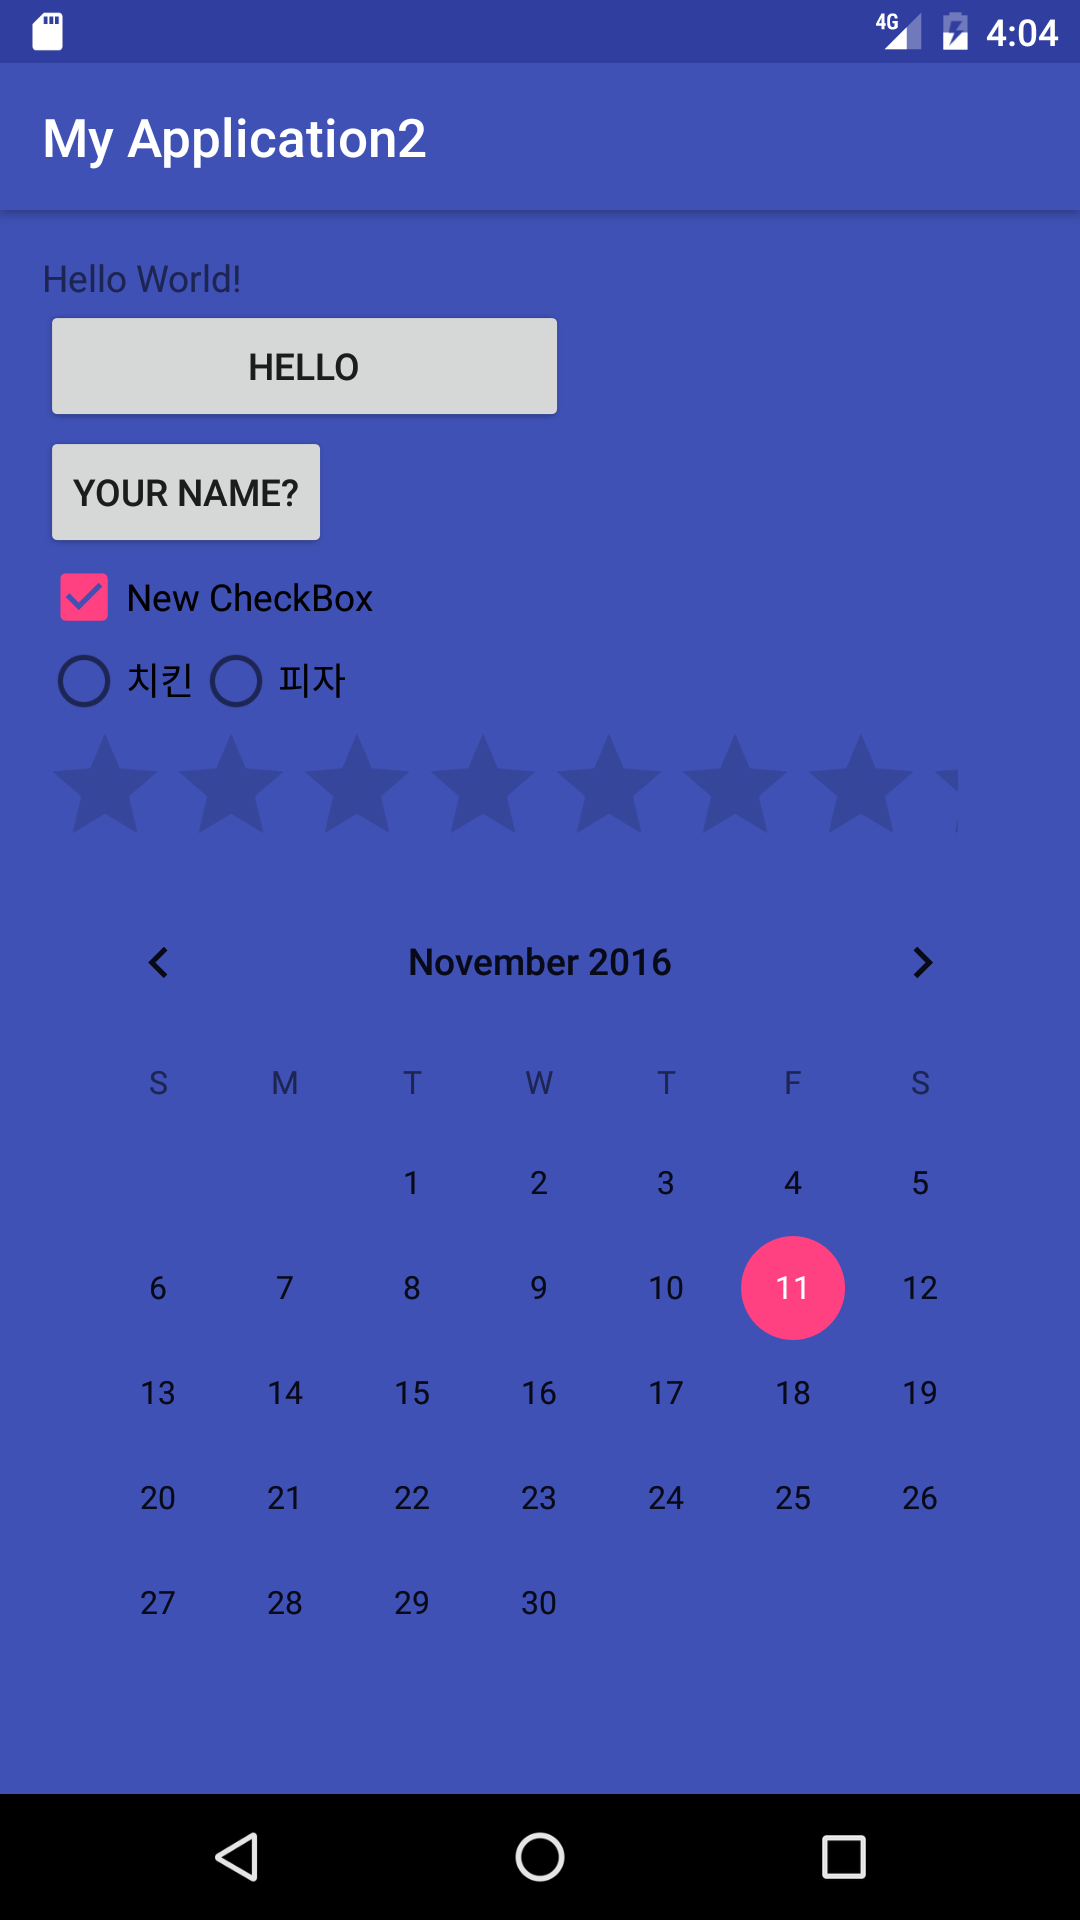 4G 4:04
My Application2
Hello World!
HELLO
YOUR NAME?
New CheckBox
치킨 피자
November 2016
S M T W T F S
1 2 3 4 5
6 7 8 9 10 11 12
13 14 15 16 17 18 19
20 21 22 23 24 25 26
27 28 29 30